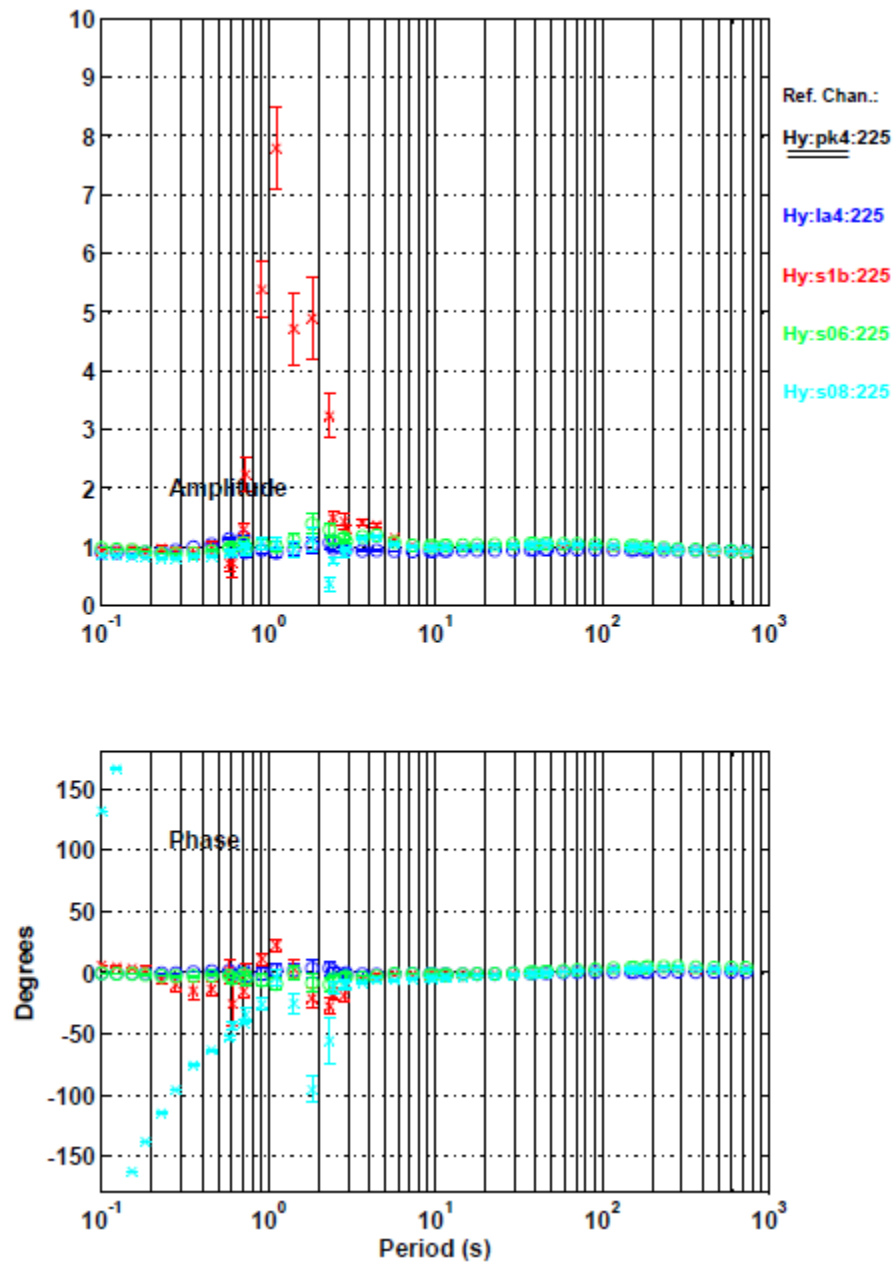 10
9
8
7
6
5
4
3
2
1
0
Amplitude
10^-1
10^0
10^1
10^2
10^3
Ref. Chan.:
Hy:pk4:225
Hy:la4:225
Hy:s1b:225
Hy:s06:225
Hy:s08:225
150
100
50
0
-50
-100
-150
Degrees
Phase
10^-1
10^0
10^1
10^2
10^3
Period (s)